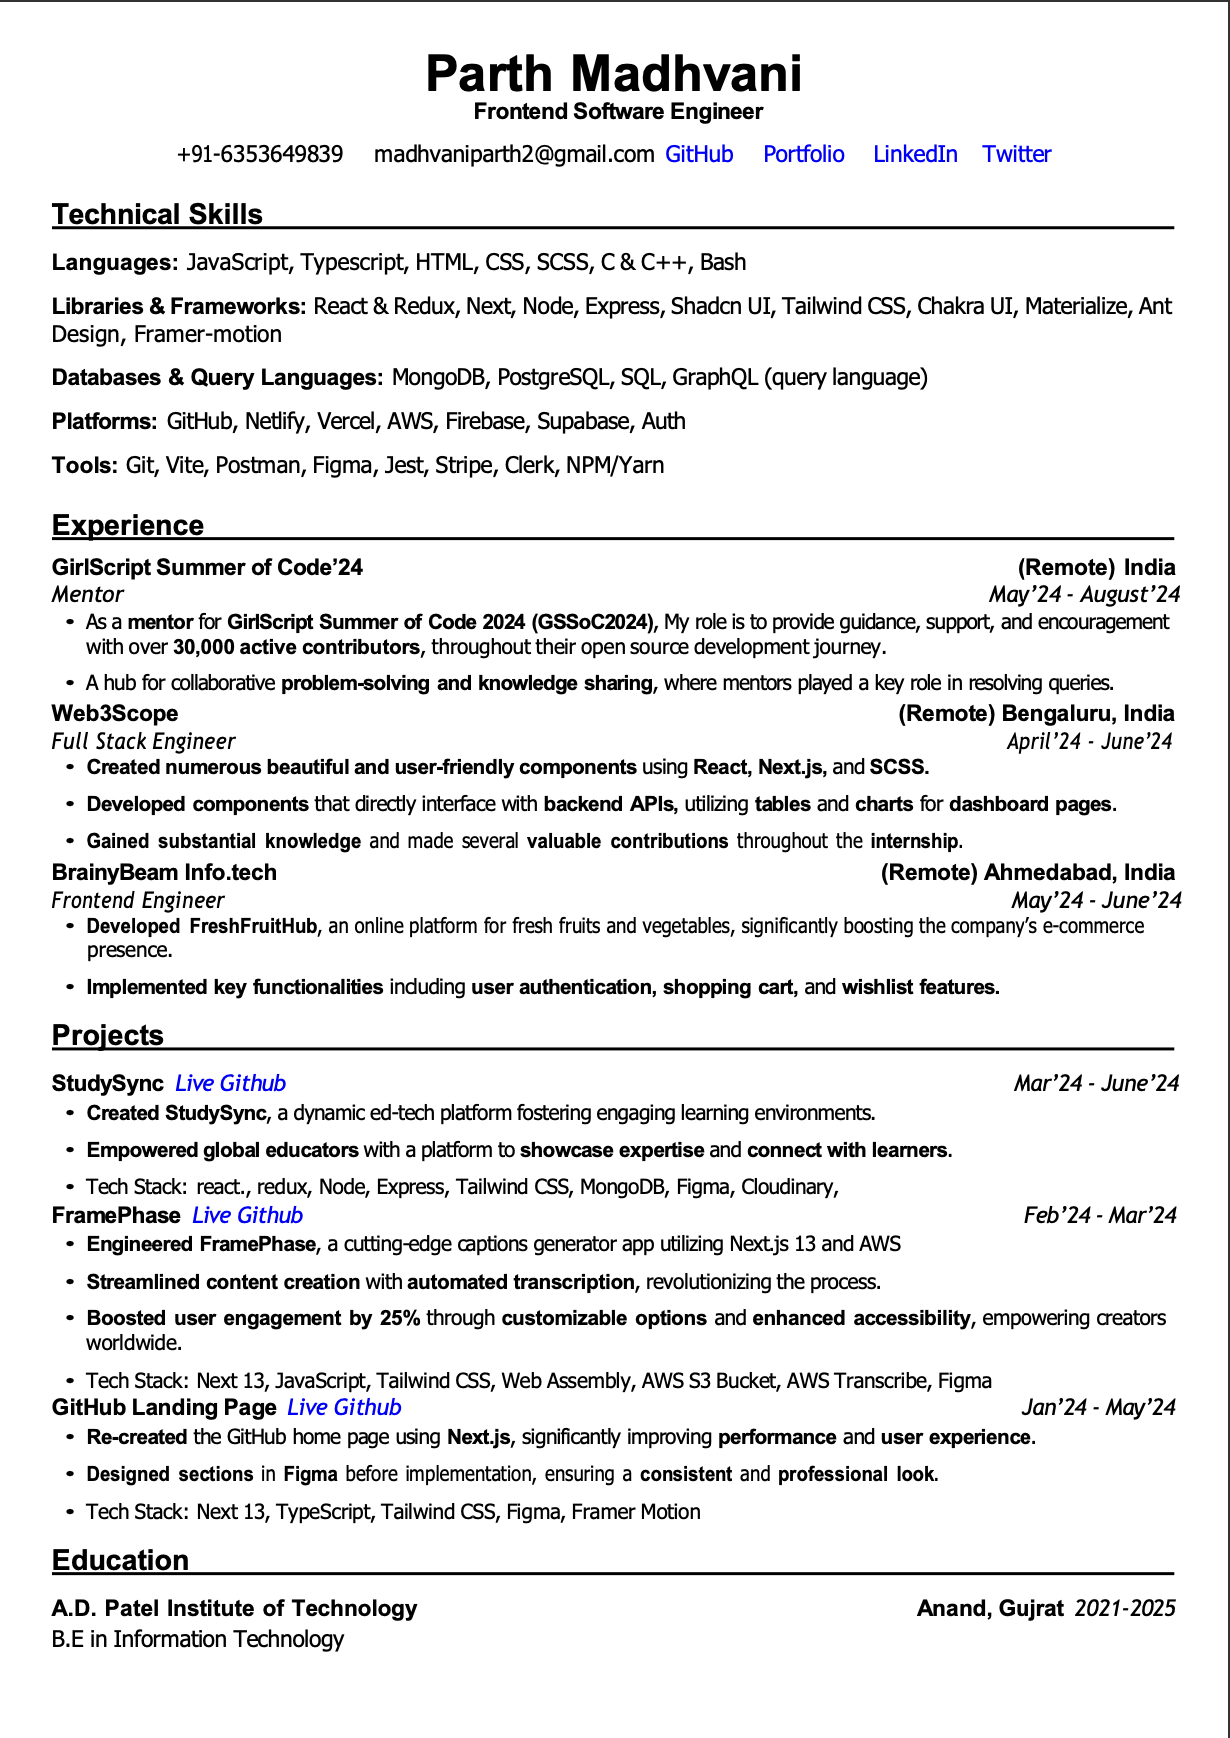 Parth Madhvani
Frontend Software Engineer
+91-6353649839 madhvaniparth2@gmail.com GitHub Portfolio LinkedIn Twitter
Technical Skills
Languages: JavaScript, Typescript, HTML, CSS, SCSS, C & C++, Bash
Libraries & Frameworks: React & Redux, Next, Node, Express, Shadcn UI, Tailwind CSS, Chakra UI, Materialize, Ant
Design, Framer-motion
Databases & Query Languages: MongoDB, PostgreSQL, SQL, GraphQL (query language)
Platforms: GitHub, Netlify, Vercel, AWS, Firebase, Supabase, Auth
Tools: Git, Vite, Postman, Figma, Jest, Stripe, Clerk, NPM/Yarn
Experience
GirlScript Summer of Code’24 (Remote) India
Mentor May’24 - August’24
• As a mentor for GirlScript Summer of Code 2024 (GSSoC2024), My role is to provide guidance, support, and encouragement
with over 30,000 active contributors, throughout their open source development journey.
• A hub for collaborative problem-solving and knowledge sharing, where mentors played a key role in resolving queries.
Web3Scope (Remote) Bengaluru, India
Full Stack Engineer April’24 - June’24
• Created numerous beautiful and user-friendly components using React, Next.js, and SCSS.
• Developed components that directly interface with backend APIs, utilizing tables and charts for dashboard pages.
• Gained substantial knowledge and made several valuable contributions throughout the internship.
BrainyBeam Info.tech (Remote) Ahmedabad, India
Frontend Engineer May’24 - June’24
• Developed FreshFruitHub, an online platform for fresh fruits and vegetables, significantly boosting the company’s e-commerce
presence.
• Implemented key functionalities including user authentication, shopping cart, and wishlist features.
Projects
StudySync Live Github Mar’24 - June’24
• Created StudySync, a dynamic ed-tech platform fostering engaging learning environments.
• Empowered global educators with a platform to showcase expertise and connect with learners.
• Tech Stack: react., redux, Node, Express, Tailwind CSS, MongoDB, Figma, Cloudinary,
FramePhase Live Github Feb’24 - Mar’24
• Engineered FramePhase, a cutting-edge captions generator app utilizing Next.js 13 and AWS
• Streamlined content creation with automated transcription, revolutionizing the process.
• Boosted user engagement by 25% through customizable options and enhanced accessibility, empowering creators
worldwide.
• Tech Stack: Next 13, JavaScript, Tailwind CSS, Web Assembly, AWS S3 Bucket, AWS Transcribe, Figma
GitHub Landing Page Live Github Jan’24 - May’24
• Re-created the GitHub home page using Next.js, significantly improving performance and user experience.
• Designed sections in Figma before implementation, ensuring a consistent and professional look.
• Tech Stack: Next 13, TypeScript, Tailwind CSS, Figma, Framer Motion
Education
A.D. Patel Institute of Technology Anand, Gujrat 2021-2025
B.E in Information Technology